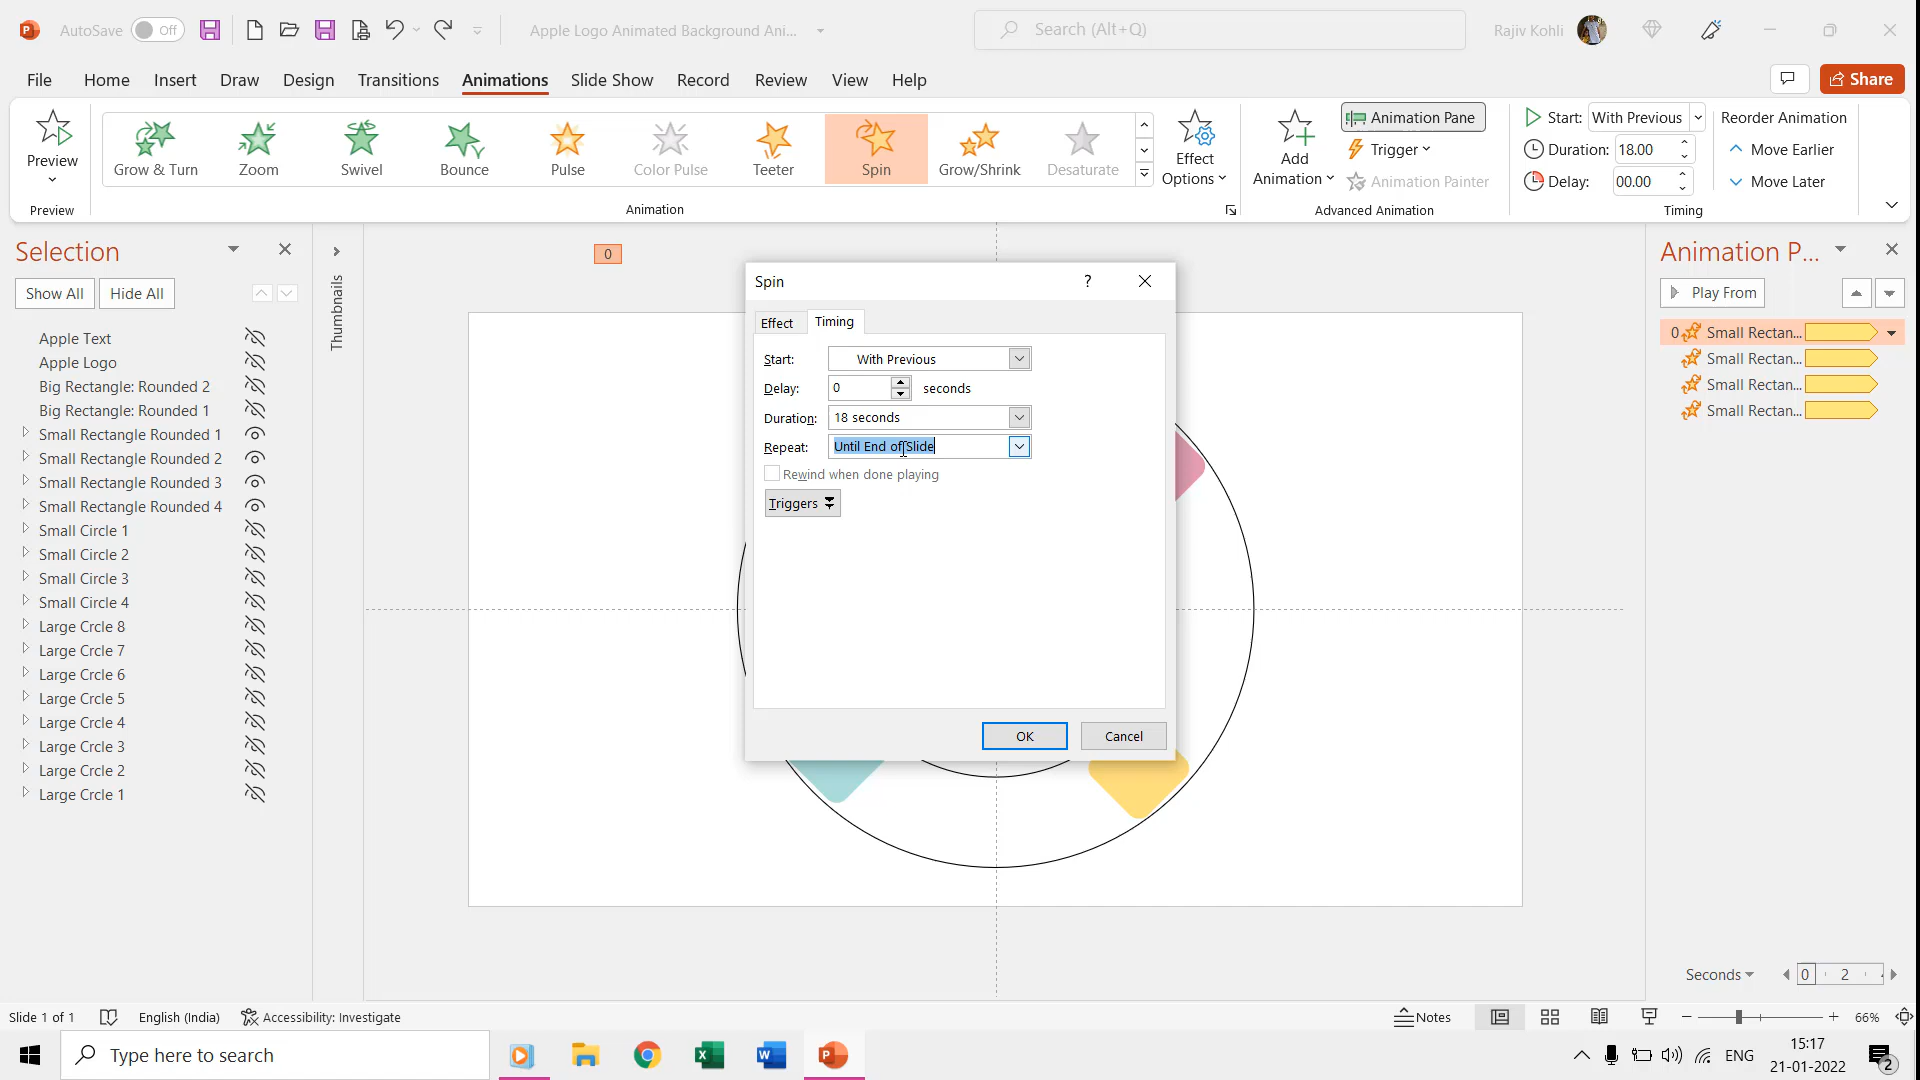 AutoSave Off
Apple Logo Animated Background Ani...
Search (Alt+Q)
Rajiv Kohli
File Home Insert Draw Design Transitions Animations Slide Show Record Review View Help
Share
Preview
Grow & Turn Zoom Swivel Bounce Pulse Color Pulse Teeter Spin Grow/Shrink Desaturate
Effect
Options
Add
Animation
Animation Pane
Trigger
Animation Painter
Start: With Previous
Duration: 18.00
Delay: 00.00
Reorder Animation
Move Earlier
Move Later
Preview Animation Advanced Animation Timing
Selection
Show All Hide All
Apple Text
Apple Logo
Big Rectangle: Rounded 2
Big Rectangle: Rounded 1
Small Rectangle Rounded 1
Small Rectangle Rounded 2
Small Rectangle Rounded 3
Small Rectangle Rounded 4
Small Circle 1
Small Circle 2
Small Circle 3
Small Circle 4
Large Crcle 8
Large Crcle 7
Large Crcle 6
Large Crcle 5
Large Crcle 4
Large Crcle 3
Large Crcle 2
Large Crcle 1
Thumbnails
0
Spin ?
Effect Timing
Start: With Previous
Delay: 0 seconds
Duration: 18 seconds
Repeat: Until End of Slide
Rewind when done playing
Triggers
OK Cancel
Animation P...
Play From
0 Small Rectan...
Small Rectan...
Small Rectan...
Small Rectan...
Seconds 0 2
Slide 1 of 1 English (India) Accessibility: Investigate Notes 66%
Type here to search
ENG
15:17
21-01-2022
2